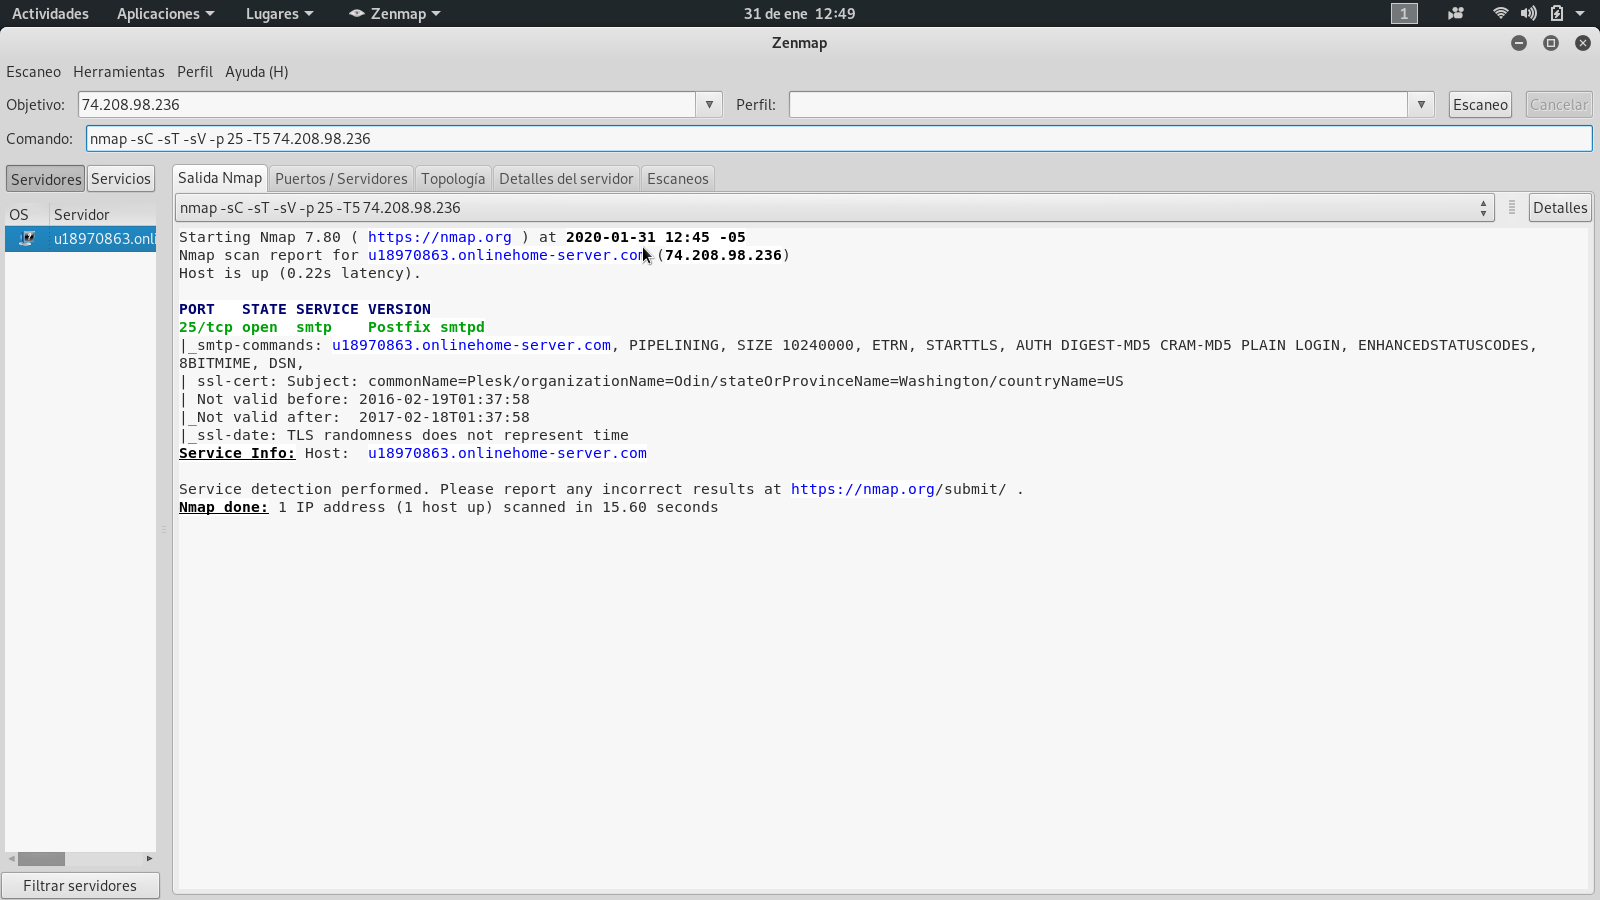 Actividades Aplicaciones Lugares Zenmap 31 de ene 12:49 1
Zenmap
Escaneo Herramientas Perfil Ayuda (H)
Objetivo: 74.208.98.236 Perfil: Escaneo Cancelar
Comando: nmap -sC -sT -sV -p 25 -T5 74.208.98.236
Servidores Servicios Salida Nmap Puertos / Servidores Topología Detalles del servidor Escaneos
nmap -sC -sT -sV -p 25 -T5 74.208.98.236 Detalles
OS Servidor
u18970863.onli
Starting Nmap 7.80 ( https://nmap.org ) at 2020-01-31 12:45 -05
Nmap scan report for u18970863.onlinehome-server.com (74.208.98.236)
Host is up (0.22s latency).
PORT STATE SERVICE VERSION
25/tcp open smtp Postfix smtpd
|_smtp-commands: u18970863.onlinehome-server.com, PIPELINING, SIZE 10240000, ETRN, STARTTLS, AUTH DIGEST-MD5 CRAM-MD5 PLAIN LOGIN, ENHANCEDSTATUSCODES,
8BITMIME, DSN,
| ssl-cert: Subject: commonName=Plesk/organizationName=Odin/stateOrProvinceName=Washington/countryName=US
| Not valid before: 2016-02-19T01:37:58
|_Not valid after: 2017-02-18T01:37:58
|_ssl-date: TLS randomness does not represent time
Service Info: Host: u18970863.onlinehome-server.com
Service detection performed. Please report any incorrect results at https://nmap.org/submit/ .
Nmap done: 1 IP address (1 host up) scanned in 15.60 seconds
Filtrar servidores